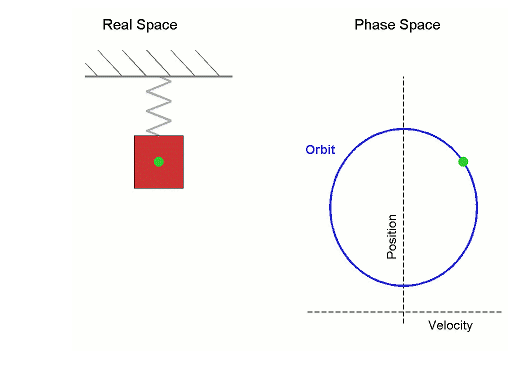 Real Space
Phase Space
Orbit
Position
Velocity